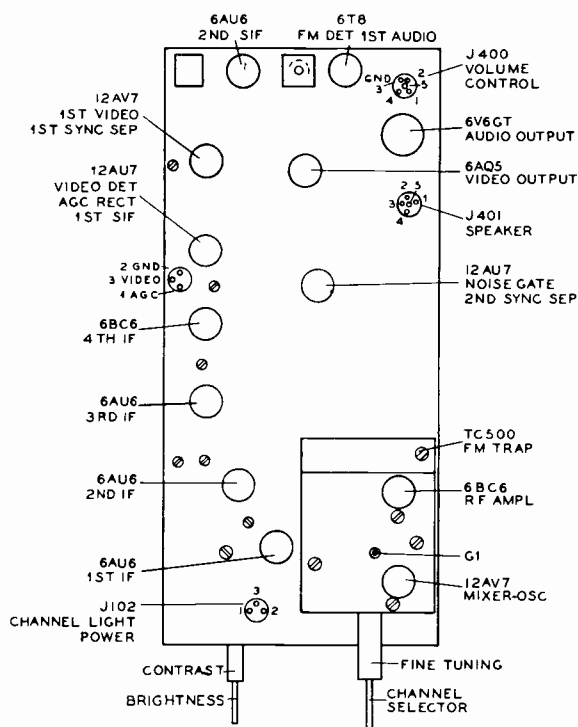 6AU6
2ND SIF
6T8
FM DET 1ST AUDIO
J400
VOLUME
CONTROL
GND
2
3
5
4
1
12AV7
1ST VIDEO
1ST SYNC SEP
6V6GT
AUDIO OUTPUT
12AU7
VIDEO DET
AGC RECT
1ST SIF
6AQ5
VIDEO OUTPUT
2 5
3 1
4
J401
SPEAKER
2 GND
3 VIDEO
1 AGC
12AU7
NOISE GATE
2ND SYNC SEP
6BC6
4TH IF
6AU6
3RD IF
TC500
FM TRAP
6AU6
2ND IF
6BC6
RF AMPL
6AU6
1ST IF
G1
12AV7
MIXER-OSC
J102
CHANNEL LIGHT
POWER
3
1 2
CONTRAST
FINE TUNING
BRIGHTNESS
CHANNEL
SELECTOR